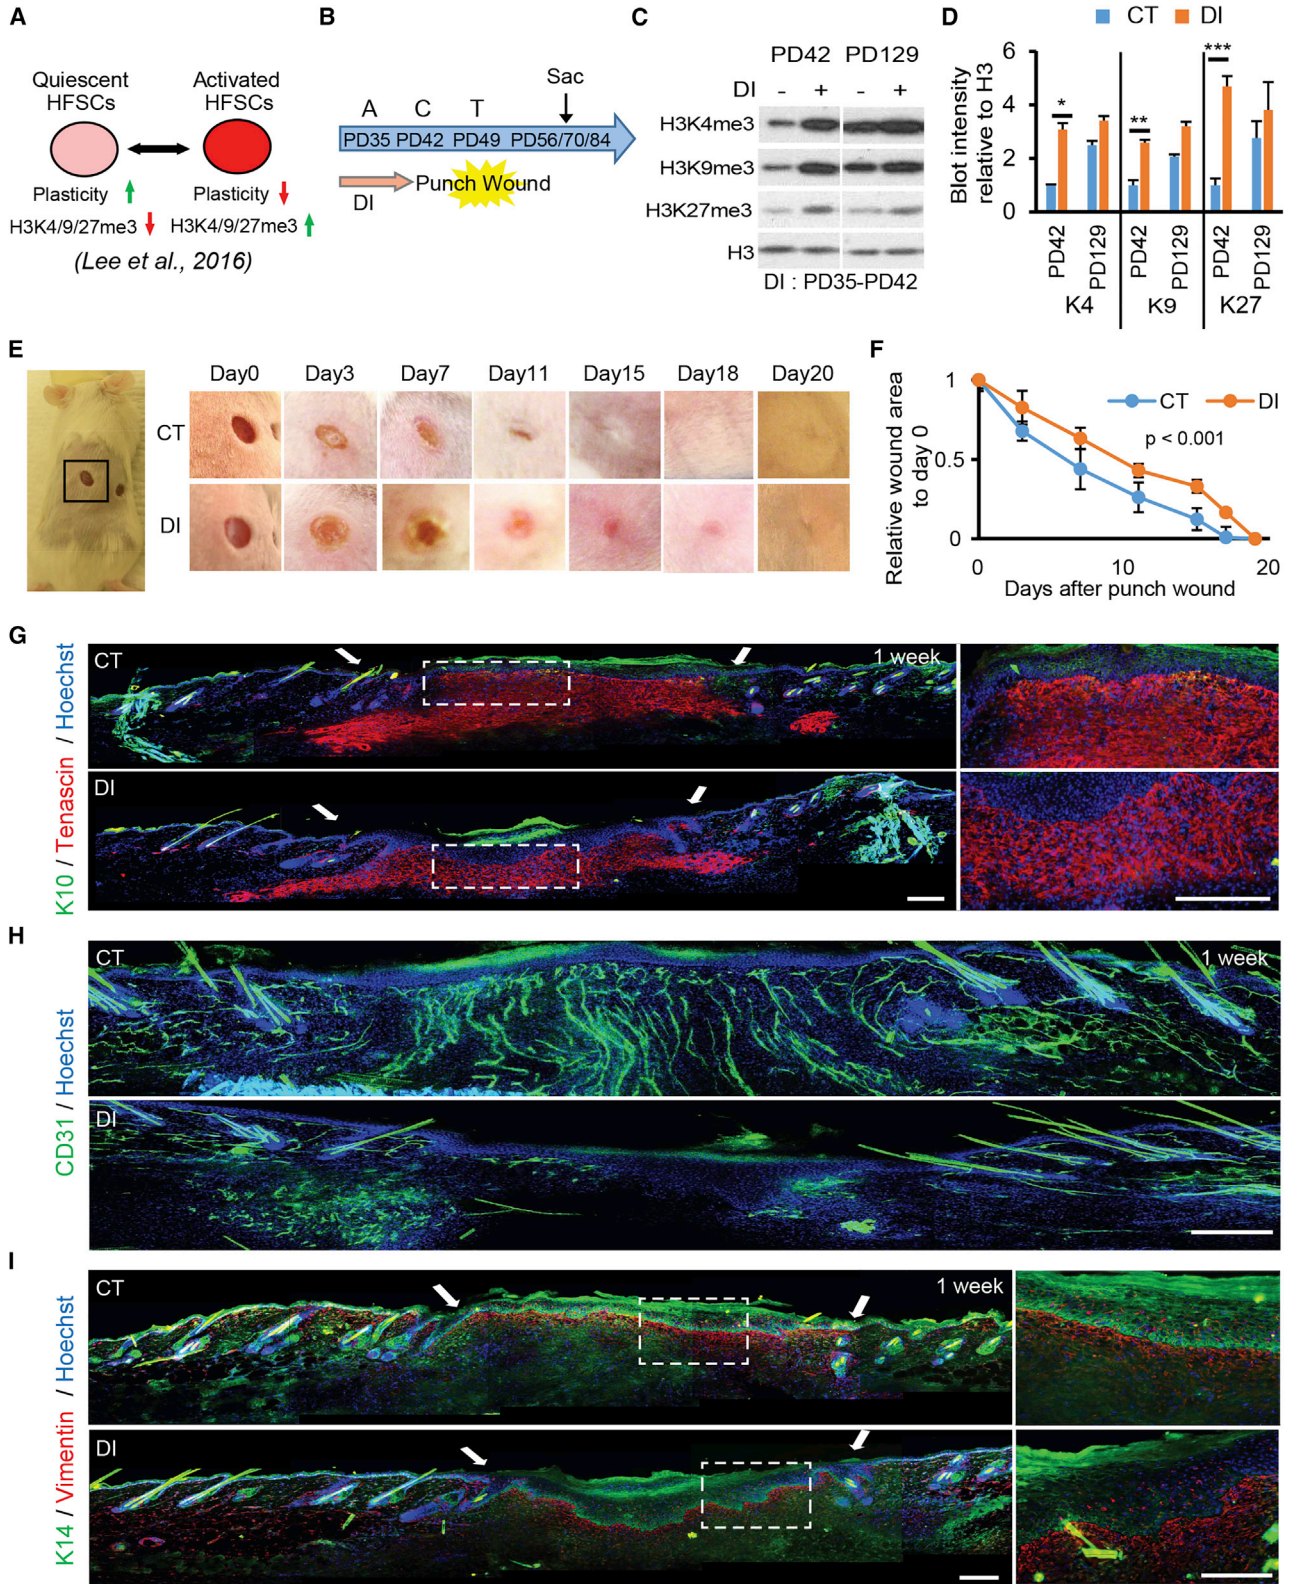 A
Quiescent
HFSCs
Activated
HFSCs
Plasticity
Plasticity
H3K4/9/27me3
H3K4/9/27me3
(Lee et al., 2016)
B
Sac
A C T
PD35 PD42 PD49 PD56/70/84
Punch Wound
DI
C
PD42 PD129
DI - + - +
H3K4me3
H3K9me3
H3K27me3
H3
DI : PD35-PD42
D
CT DI
Blot intensity
relative to H3
6
4
2
0
*
**
***
PD42
PD129
PD42
PD129
PD42
PD129
K4 K9 K27
E
Day0 Day3 Day7 Day11 Day15 Day18 Day20
CT
DI
F
Relative wound area
to day 0
1
0.5
0
CT DI
p < 0.001
0 10 20
Days after punch wound
G
K10 / Tenascin / Hoechst
CT
1 week
DI
H
CD31 / Hoechst
CT
1 week
DI
I
K14 / Vimentin / Hoechst
CT
1 week
DI